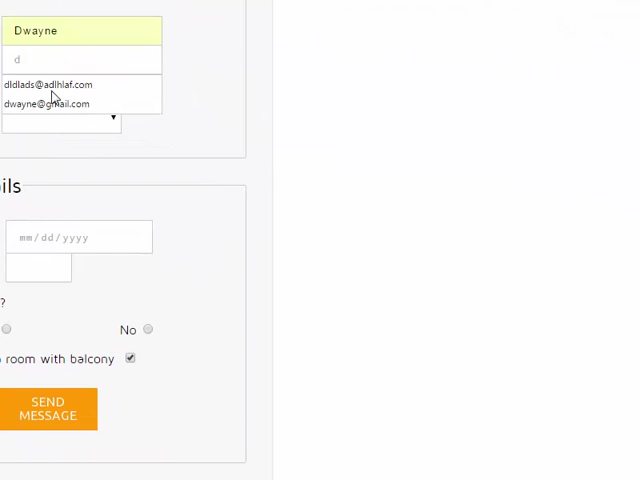 Dwayne
d
dldlads@adlhlaf.com
dwayne@gmail.com
ils
mm/dd/yyyy
?
No
room with balcony
SEND
MESSAGE